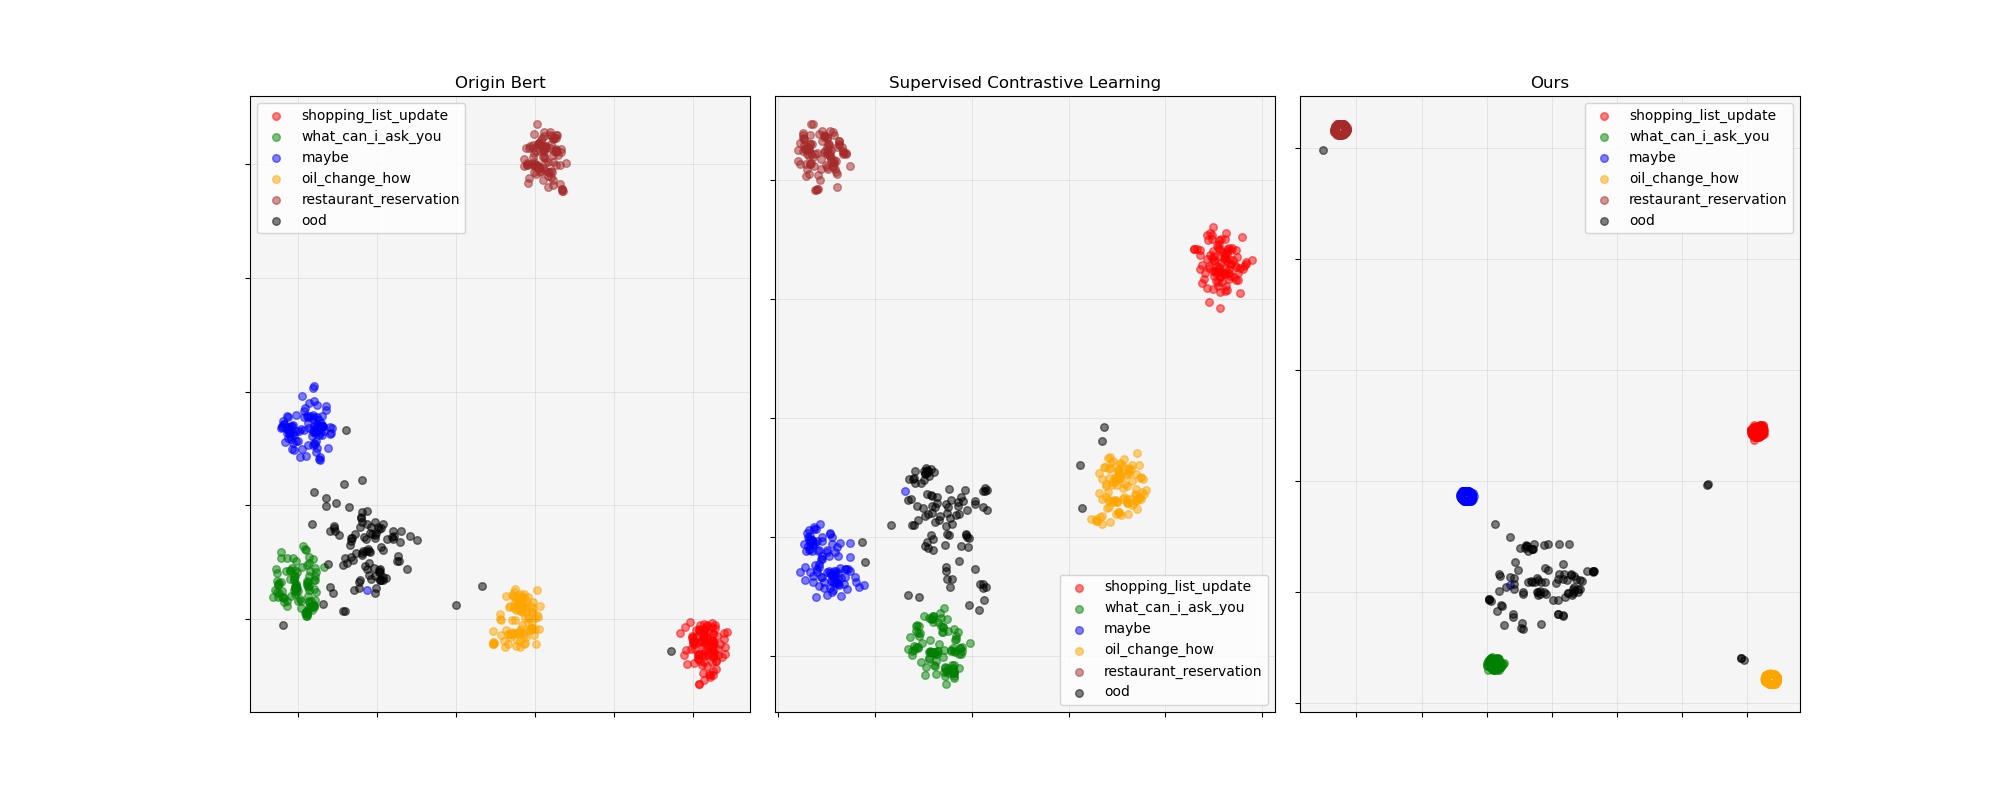 Origin Bert
shopping_list_update
what_can_i_ask_you
maybe
oil_change_how
restaurant_reservation
ood
Supervised Contrastive Learning
shopping_list_update
what_can_i_ask_you
maybe
oil_change_how
restaurant_reservation
ood
Ours
shopping_list_update
what_can_i_ask_you
maybe
oil_change_how
restaurant_reservation
ood